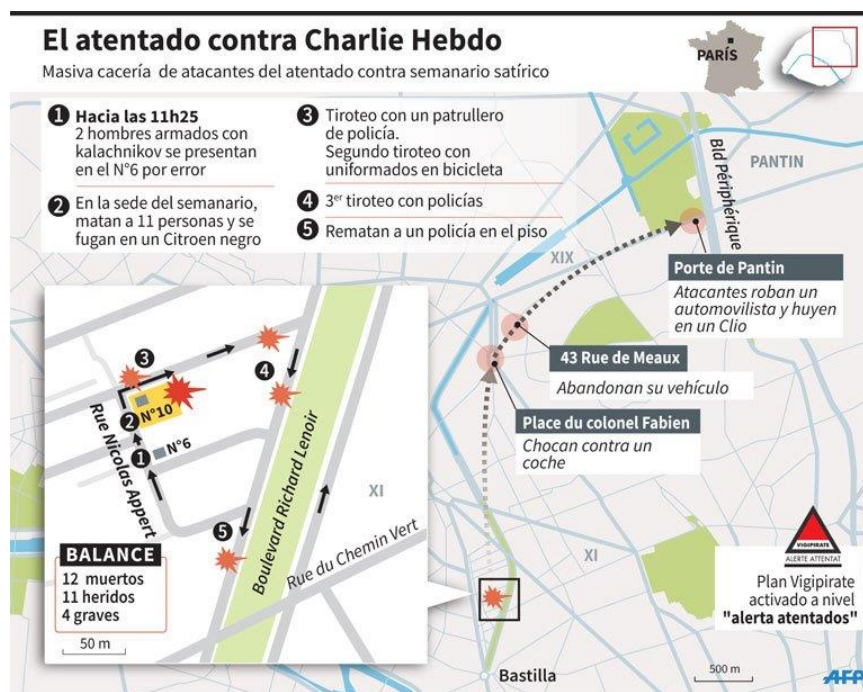 El atentado contra Charlie Hebdo
Masiva cacería de atacantes del atentado contra semanario satírico
PARÍS
1 Hacia las 11h25
2 hombres armados con
kalachnikov se presentan
en el N°6 por error
2 En la sede del semanario,
matan a 11 personas y se
fugan en un Citroen negro
3 Tiroteo con un patrullero
de policía.
Segundo tiroteo con
uniformados en bicicleta
4 3er tiroteo con policías
5 Rematan a un policía en el piso
Bld Périphérique
PANTIN
XIX
Porte de Pantin
Atacantes roban un
automovilista y huyen
en un Clio
43 Rue de Meaux
Abandonan su vehículo
Place du colonel Fabien
Chocan contra un
coche
3
4
N°10
2
N°6
1
Rue Nicolas Appert
5
Boulevard Richard Lenoir
XI
Rue du Chemin Vert
BALANCE
12 muertos
11 heridos
4 graves
50 m
XI
VIGIPIRATE
ALERTE ATTENTAT
Plan Vigipirate
activado a nivel
"alerta atentados"
Bastilla
500 m
AFP